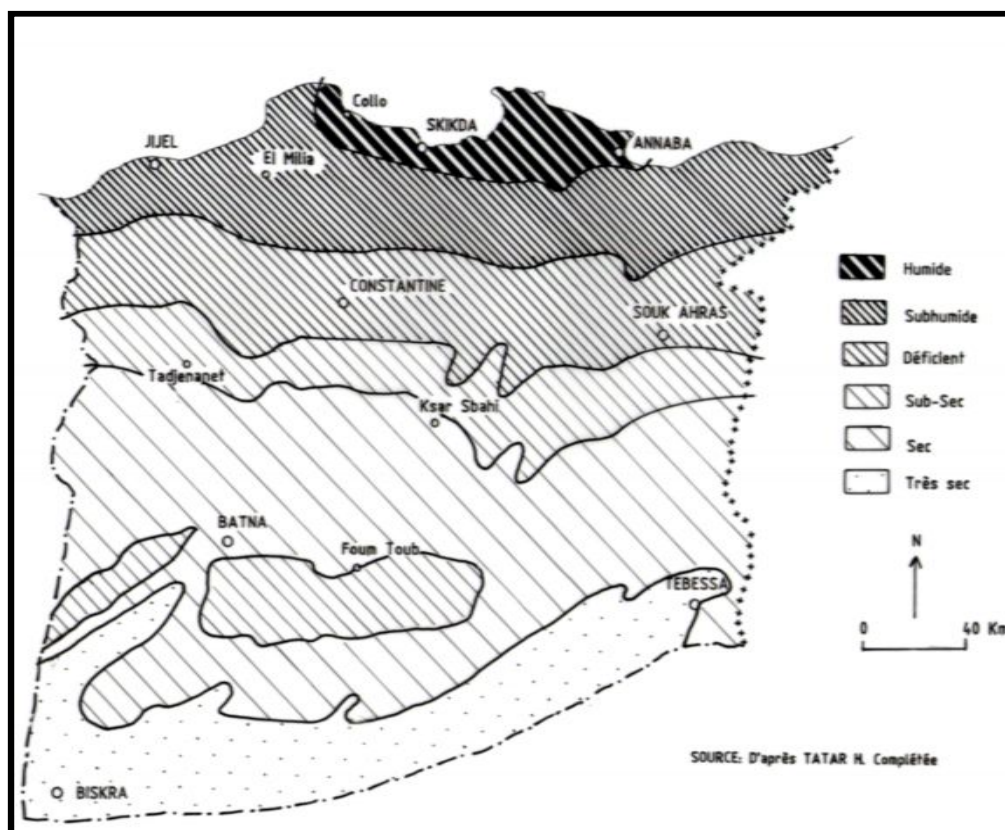 Collo
SKIKDA
JIJEL
ANNABA
El Milia
CONSTANTINE
SOUK AHRAS
Tadjenanet
Ksar Sbahi
BATNA
Foum Toub
TEBESSA
BISKRA
Humide
Subhumide
Déficient
Sub-Sec
Sec
Très sec
N
0 40 Km
SOURCE: D'après TATAR H. Complétée